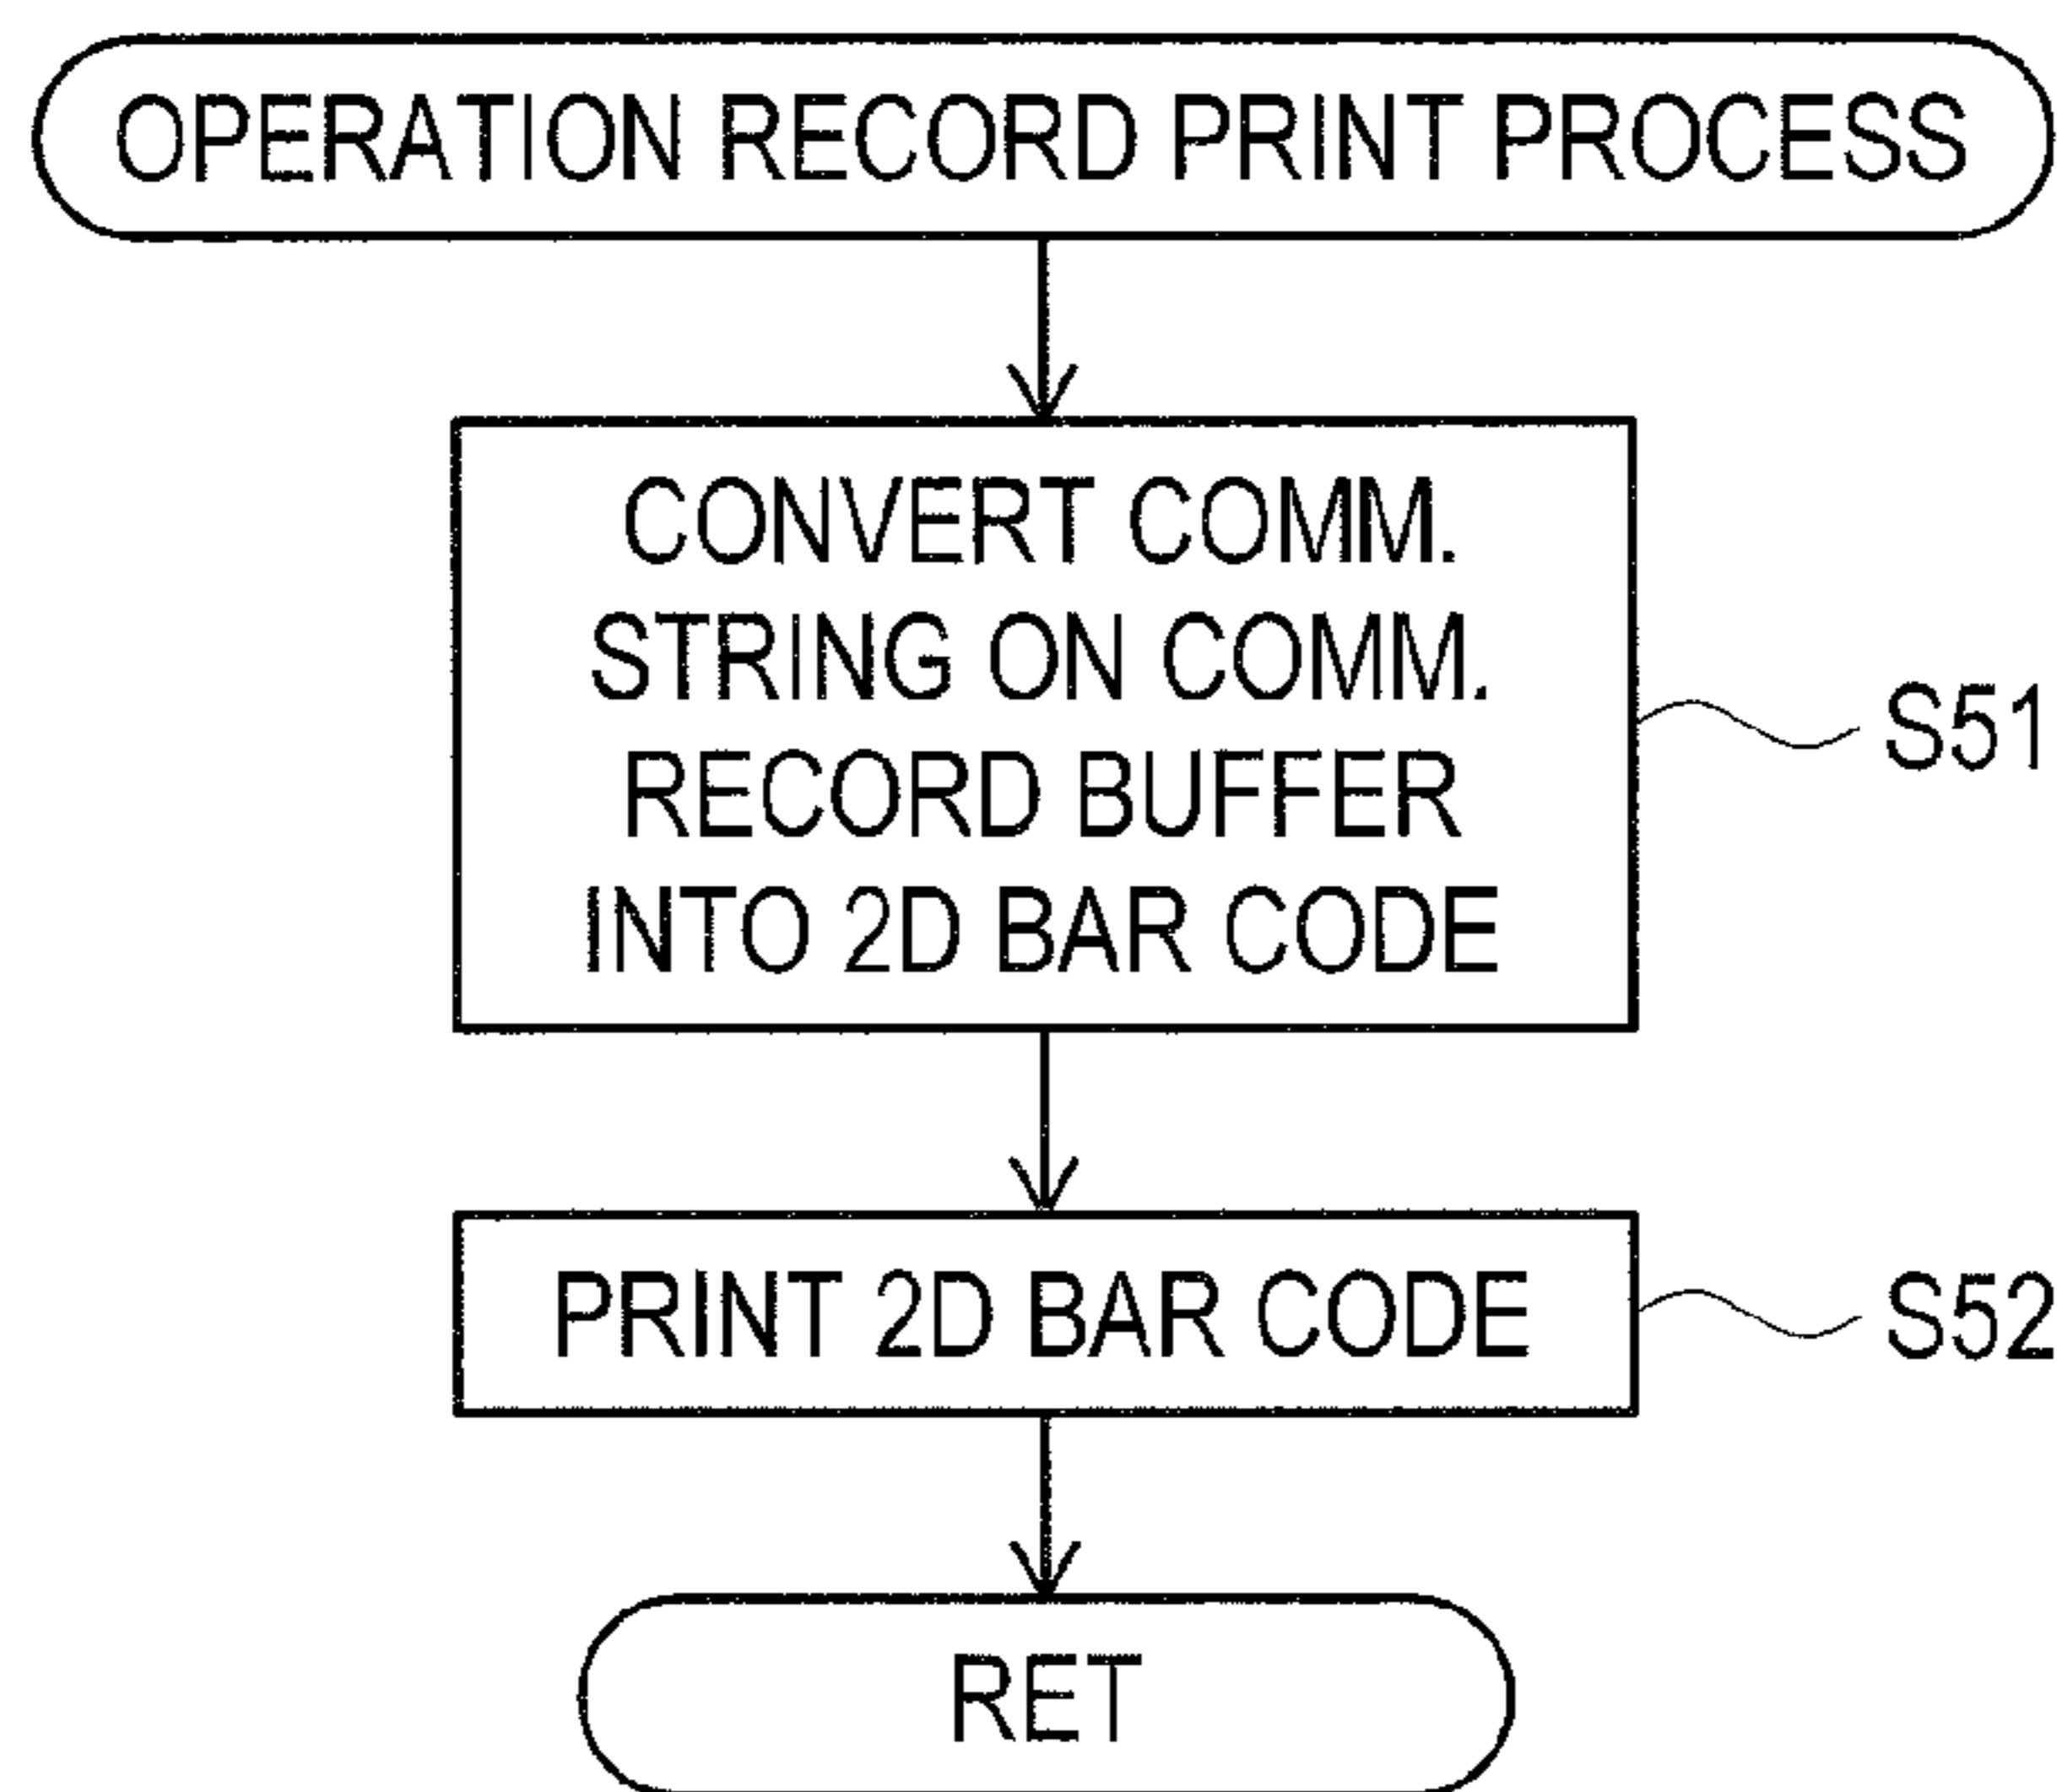 OPERATION RECORD PRINT PROCESS
CONVERT COMM.
STRING ON COMM.
RECORD BUFFER
INTO 2D BAR CODE
S51
PRINT 2D BAR CODE
S52
RET